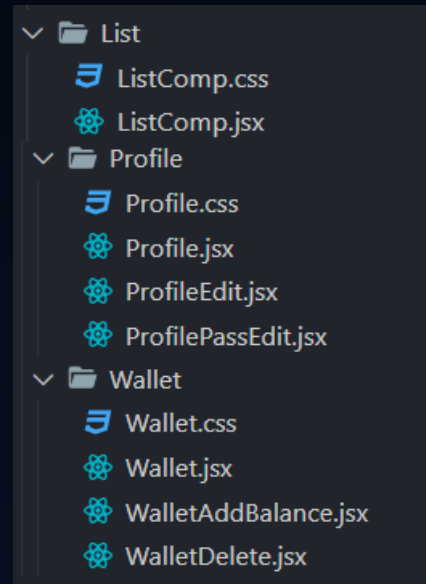 List
ListComp.css
ListComp.jsx
Profile
Profile.css
Profile.jsx
ProfileEdit.jsx
ProfilePassEdit.jsx
Wallet
Wallet.css
Wallet.jsx
WalletAddBalance.jsx
WalletDelete.jsx